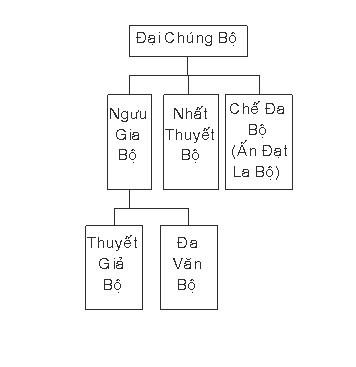 Đại Chúng Bộ
Ngưu
Gia
Bộ
Nhất
Thuyết
Bộ
Chế Đa
Bộ
(Ấn Đạt
La Bộ)
Thuyết
Giả
Bộ
Đa
Văn
Bộ